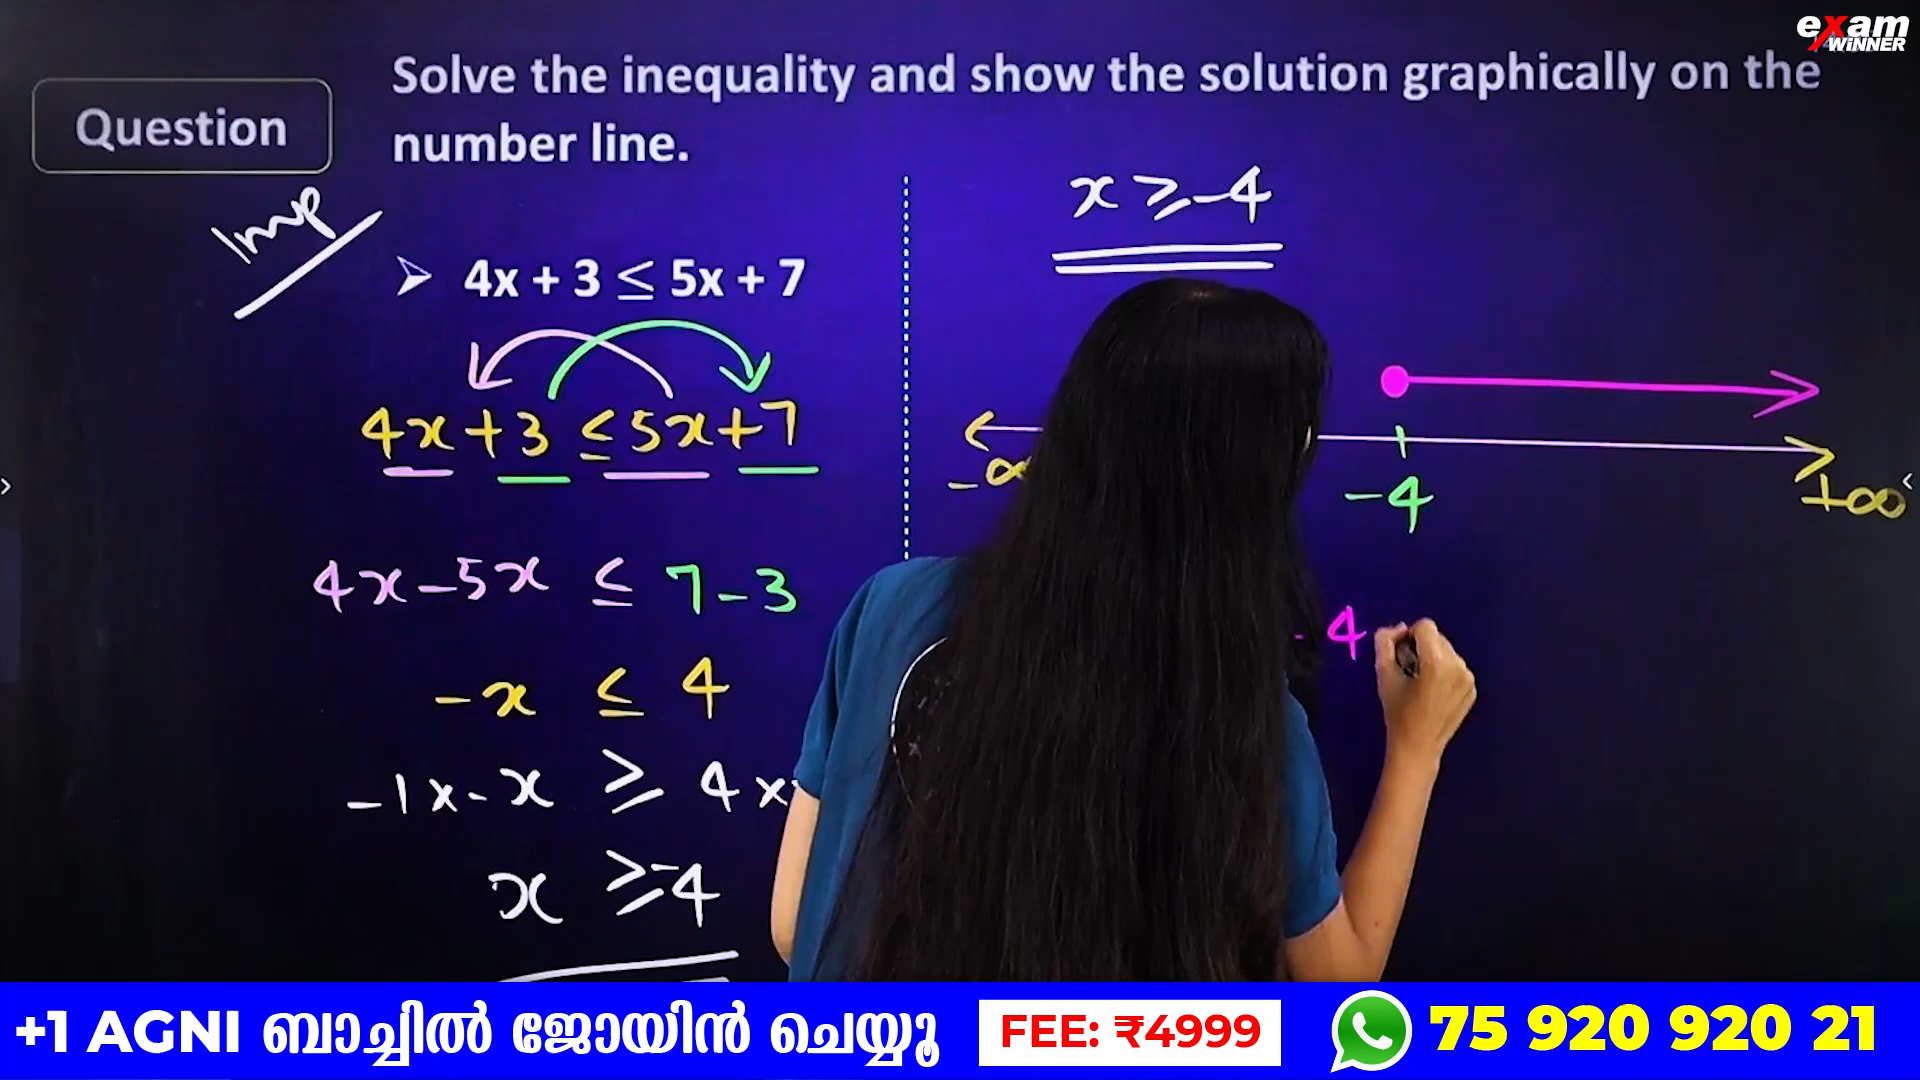 exam
WINNER
Question
Solve the inequality and show the solution graphically on the
number line.
Imp
4x + 3 ≤ 5x + 7
4x + 3 ≤ 5x + 7
4x - 5x ≤ 7 - 3
-x ≤ 4
-1 x - x ≥ 4 x
x ≥ -4
x ≥ -4
-∞
-4
+∞
4
+1 AGNI ബാച്ചിൽ ജോയിൻ ചെയ്യൂ
FEE: ₹4999
75 920 920 21